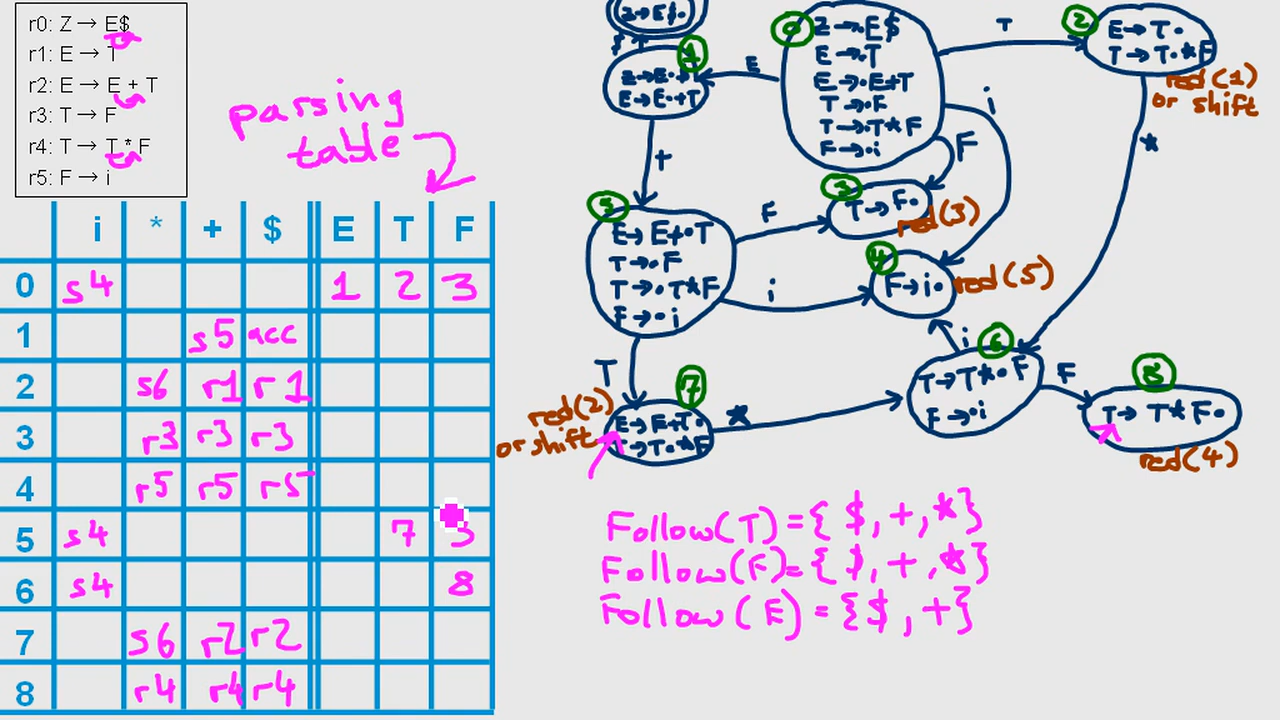 r0: Z → E$
r1: E → T
r2: E → E + T
r3: T → F
r4: T → T * F
r5: F → i
parsing
table
i * + $ E T F
0 s4 1 2 3
1 s5 acc
2 s6 r1 r1
3 r3 r3 r3
4 r5 r5 r5
5 s4 7 3
6 s4 8
7 s6 r2 r2
8 r4 r4 r4
Z→E$.
$
1
Z→E.$
E→E.+T
E
0
Z→.E$
E→.T
E→.E+T
T→.F
T→.T*F
F→.i
T
2
E→T.
T→T.*F
red(1)
or shift
i
F
*
+
3
T→F.
red(3)
5
E→E+.T
T→.F
T→.T*F
F→.i
F
i
4
F→i.
red(5)
T
7
E→E+T.
T→T.*F
red(2)
or shift
*
i
6
T→T*.F
F→.i
F
8
T→T*F.
red(4)
Follow(T)={$,+,*}
Follow(F)={$,+,*}
Follow(E)={$,+}